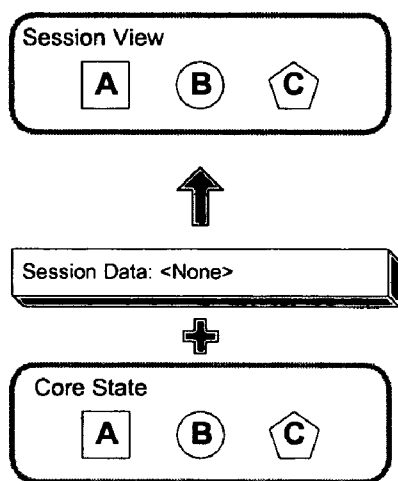 Session View
A B C
Session Data: <None>
Core State
A B C